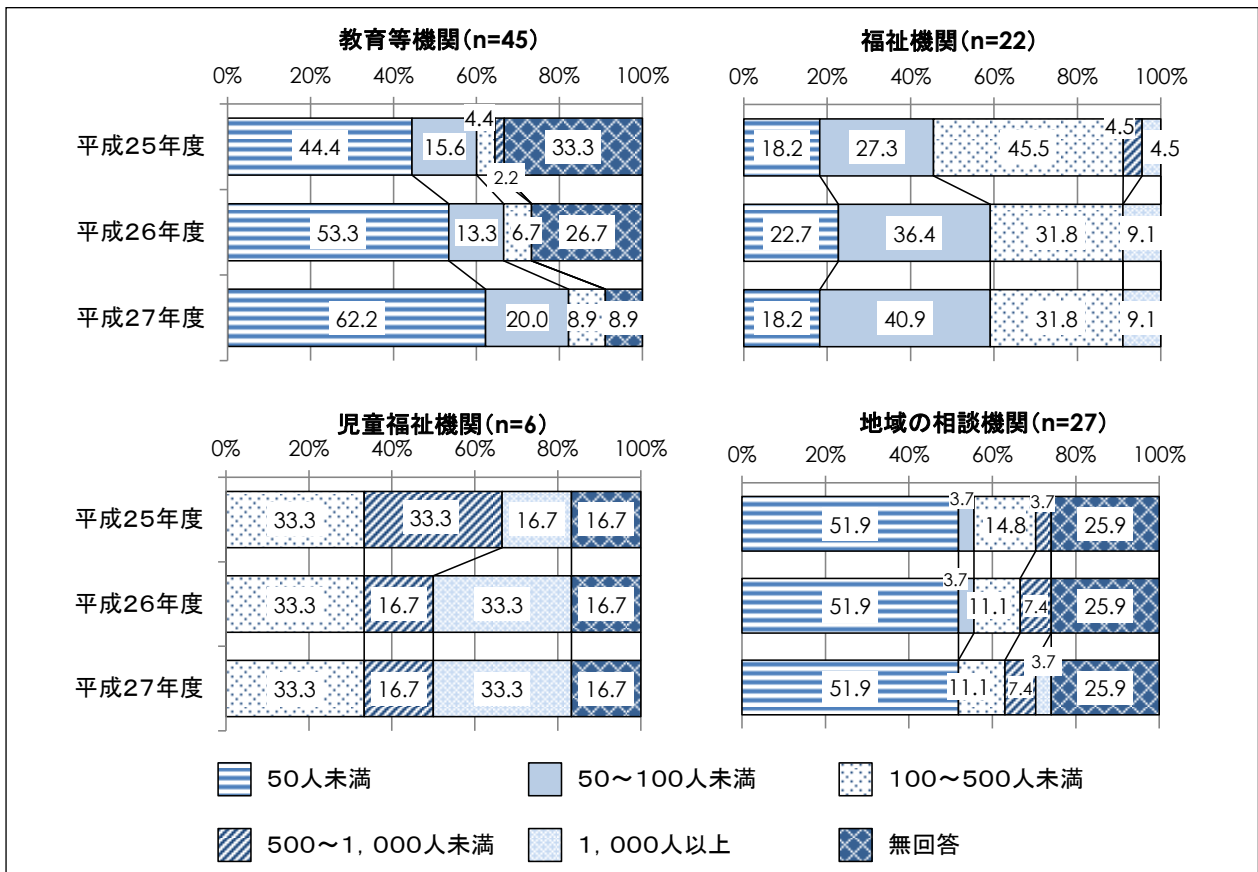 教育等機関(n=45)
0% 20% 40% 60% 80% 100%
平成25年度 44.4 15.6 4.4 2.2 33.3
平成26年度 53.3 13.3 6.7 26.7
平成27年度 62.2 20.0 8.9 8.9
福祉機関(n=22)
0% 20% 40% 60% 80% 100%
18.2 27.3 45.5 4.5 4.5
22.7 36.4 31.8 9.1
18.2 40.9 31.8 9.1
児童福祉機関(n=6)
0% 20% 40% 60% 80% 100%
平成25年度 33.3 33.3 16.7 16.7
平成26年度 33.3 16.7 33.3 16.7
平成27年度 33.3 16.7 33.3 16.7
地域の相談機関(n=27)
0% 20% 40% 60% 80% 100%
51.9 3.7 14.8 3.7 25.9
51.9 3.7 11.1 7.4 25.9
51.9 11.1 7.4 3.7 25.9
50人未満 50～100人未満 100～500人未満
500～1，000人未満 1，000人以上 無回答